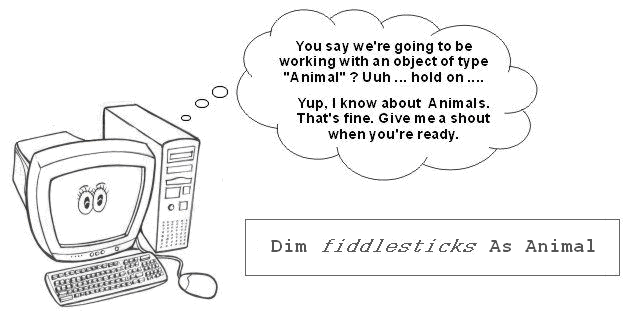 You say we're going to be
working with an object of type
"Animal" ? Uuh ... hold on ....
Yup, I know about Animals.
That's fine. Give me a shout
when you're ready.
Dim fiddlesticks As Animal